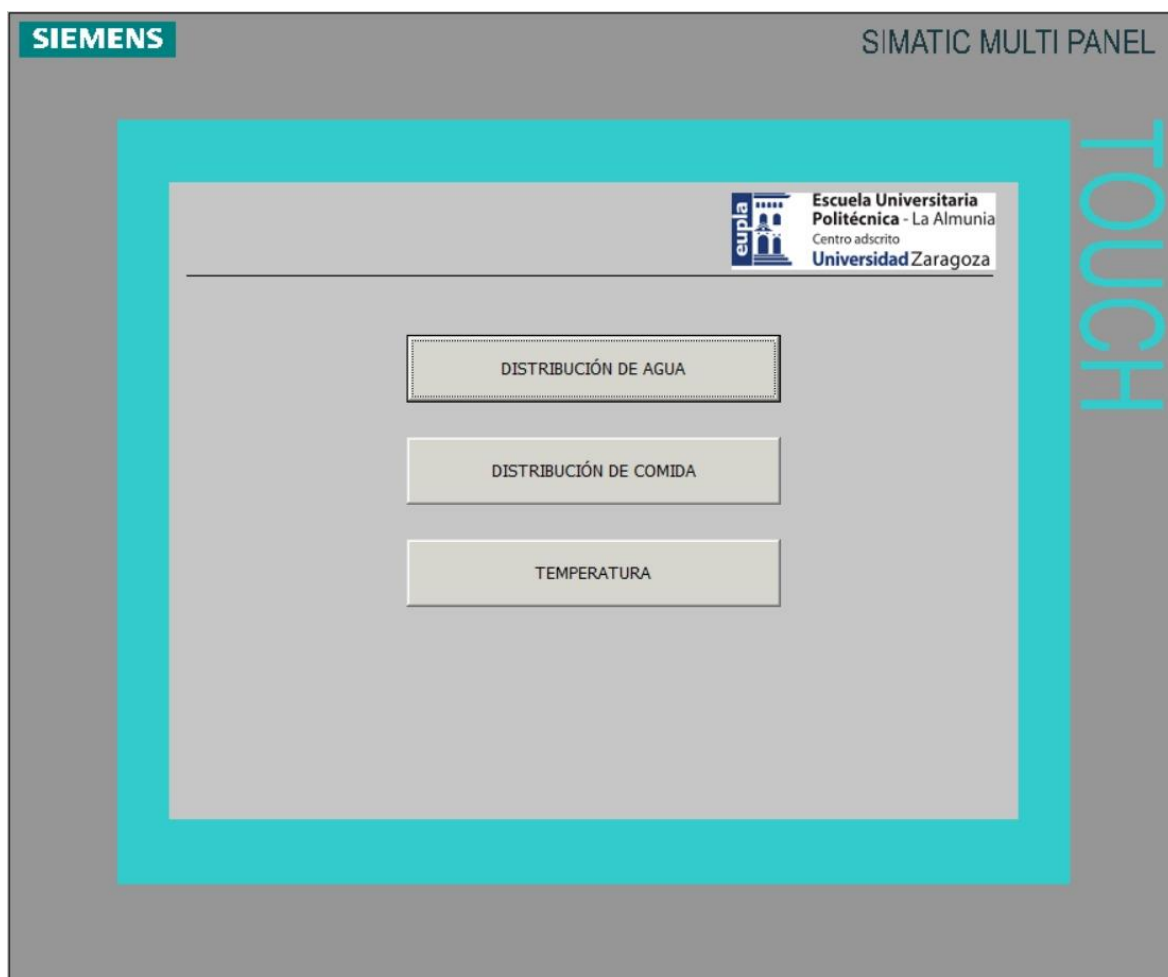 SIEMENS
SIMATIC MULTI PANEL
TOUCH
eupla
Escuela Universitaria
Politécnica - La Almunia
Centro adscrito
Universidad Zaragoza
DISTRIBUCIÓN DE AGUA
DISTRIBUCIÓN DE COMIDA
TEMPERATURA